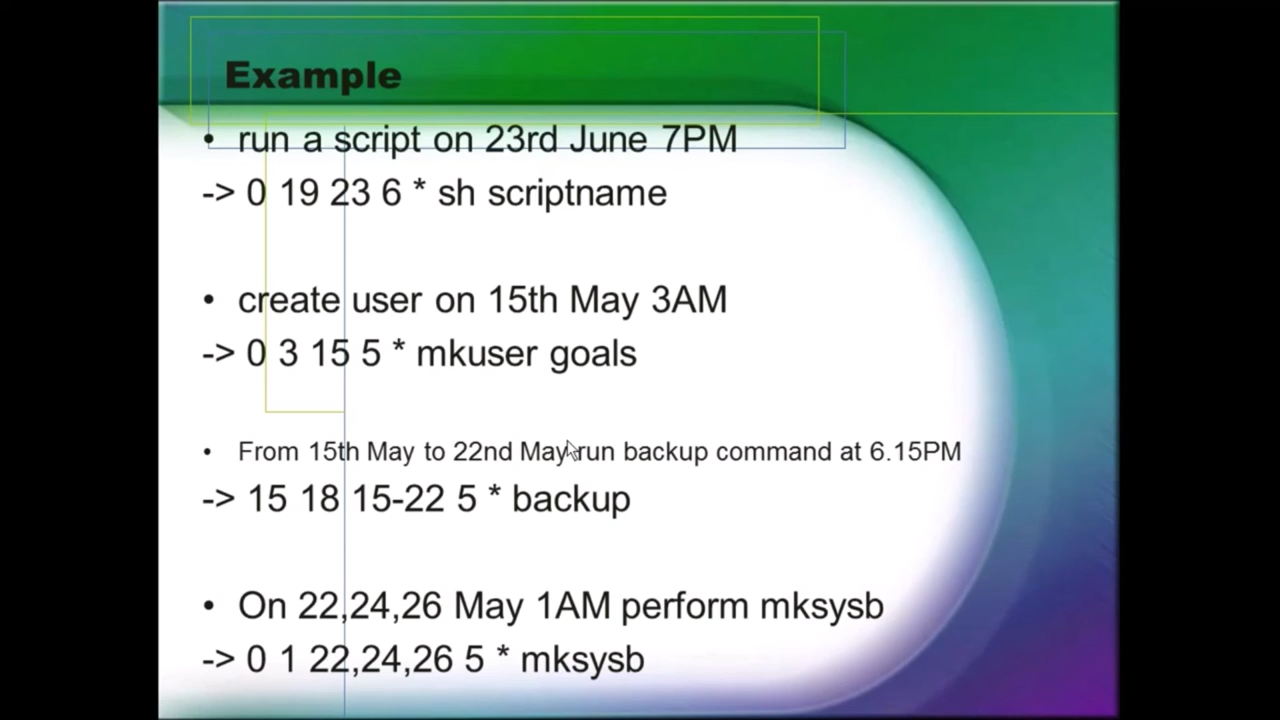 Example
• run a script on 23rd June 7PM
-> 0 19 23 6 * sh scriptname
• create user on 15th May 3AM
-> 0 3 15 5 * mkuser goals
• From 15th May to 22nd May run backup command at 6.15PM
-> 15 18 15-22 5 * backup
• On 22,24,26 May 1AM perform mksysb
-> 0 1 22,24,26 5 * mksysb